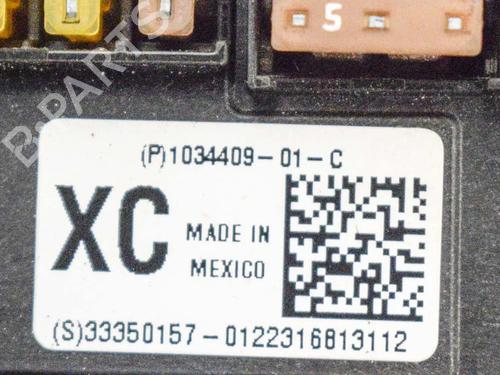 5
B-PARTS
(P)1034409-01-C
XC
MADE IN
MEXICO
(S)33350157-0122316813112